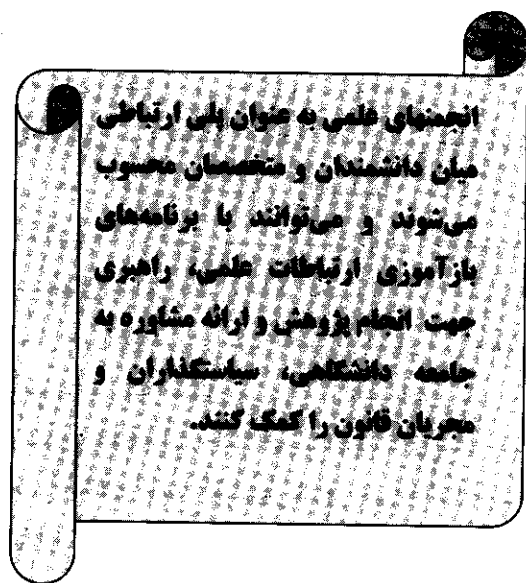 انجمنهای علمی به عنوان پلی ارتباطی
میان دانشمندان و متخصصان محسوب
می‌شوند و می‌توانند با برنامه‌های
بازآموزی ارتباطات علمی، راهبری
جهت انجام پژوهش و ارائه مشاوره به
جامعه دانشگاهی، سیاستگذاران و
مجریان قانون را کمک کنند.